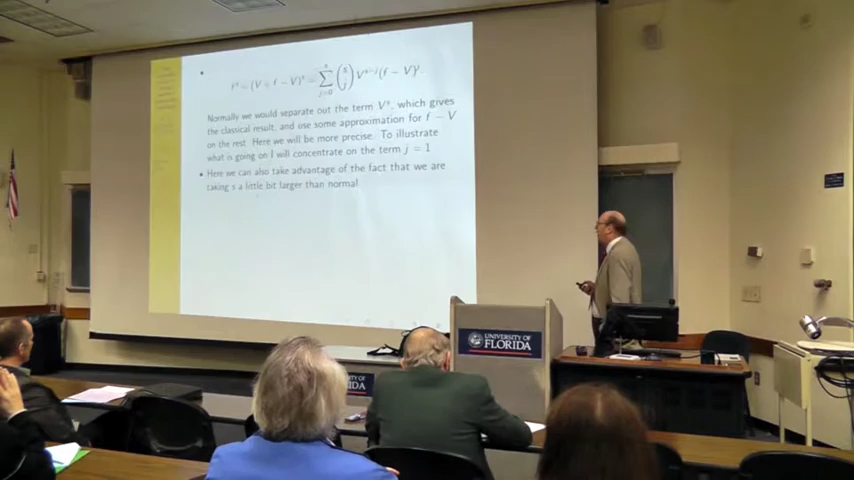 f^s = (V + f − V)^s = \sum_{j=0}^{s} \binom{s}{j} V^{s−j}(f − V)^j.
Normally we would separate out the term V^s, which gives
the classical result, and use some approximation for f − V
on the rest. Here we will be more precise. To illustrate
what is going on I will concentrate on the term j = 1
• Here we can also take advantage of the fact that we are
taking s a little bit larger than normal
UNIVERSITY of
FLORIDA